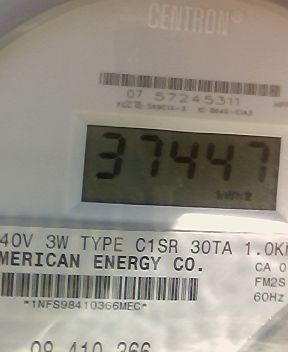 CENTRON®
07 57245311
37447
kWh
40V 3W TYPE C1SR 30TA 1.0K
MERICAN ENERGY CO.
CA 0
FM2S
60Hz
*1NFS98410366MEC*
98 410 366